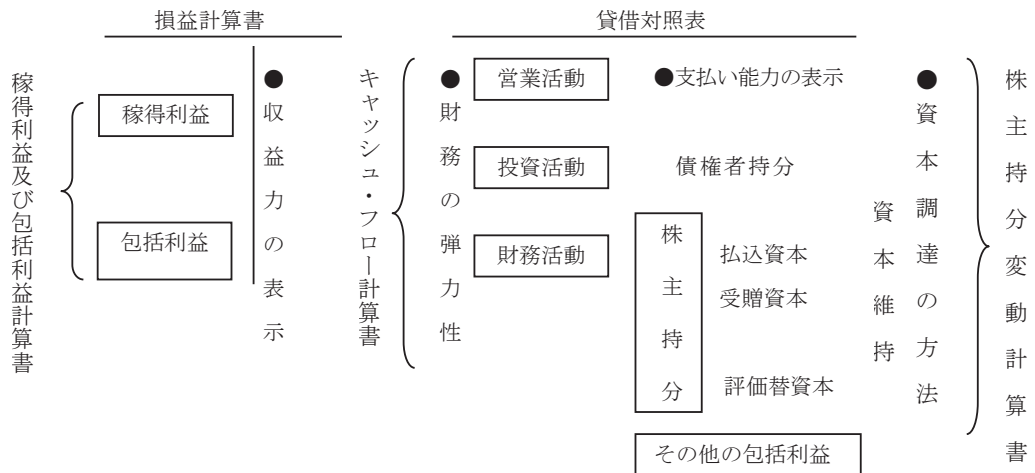 損益計算書
貸借対照表
稼得利益及び包括利益計算書
稼得利益
包括利益
●収益力の表示
キャッシュ・フロー計算書
●財務の弾力性
営業活動
投資活動
財務活動
●支払い能力の表示
債権者持分
株主持分
払込資本
受贈資本
評価替資本
その他の包括利益
資本維持
●資本調達の方法
株主持分変動計算書